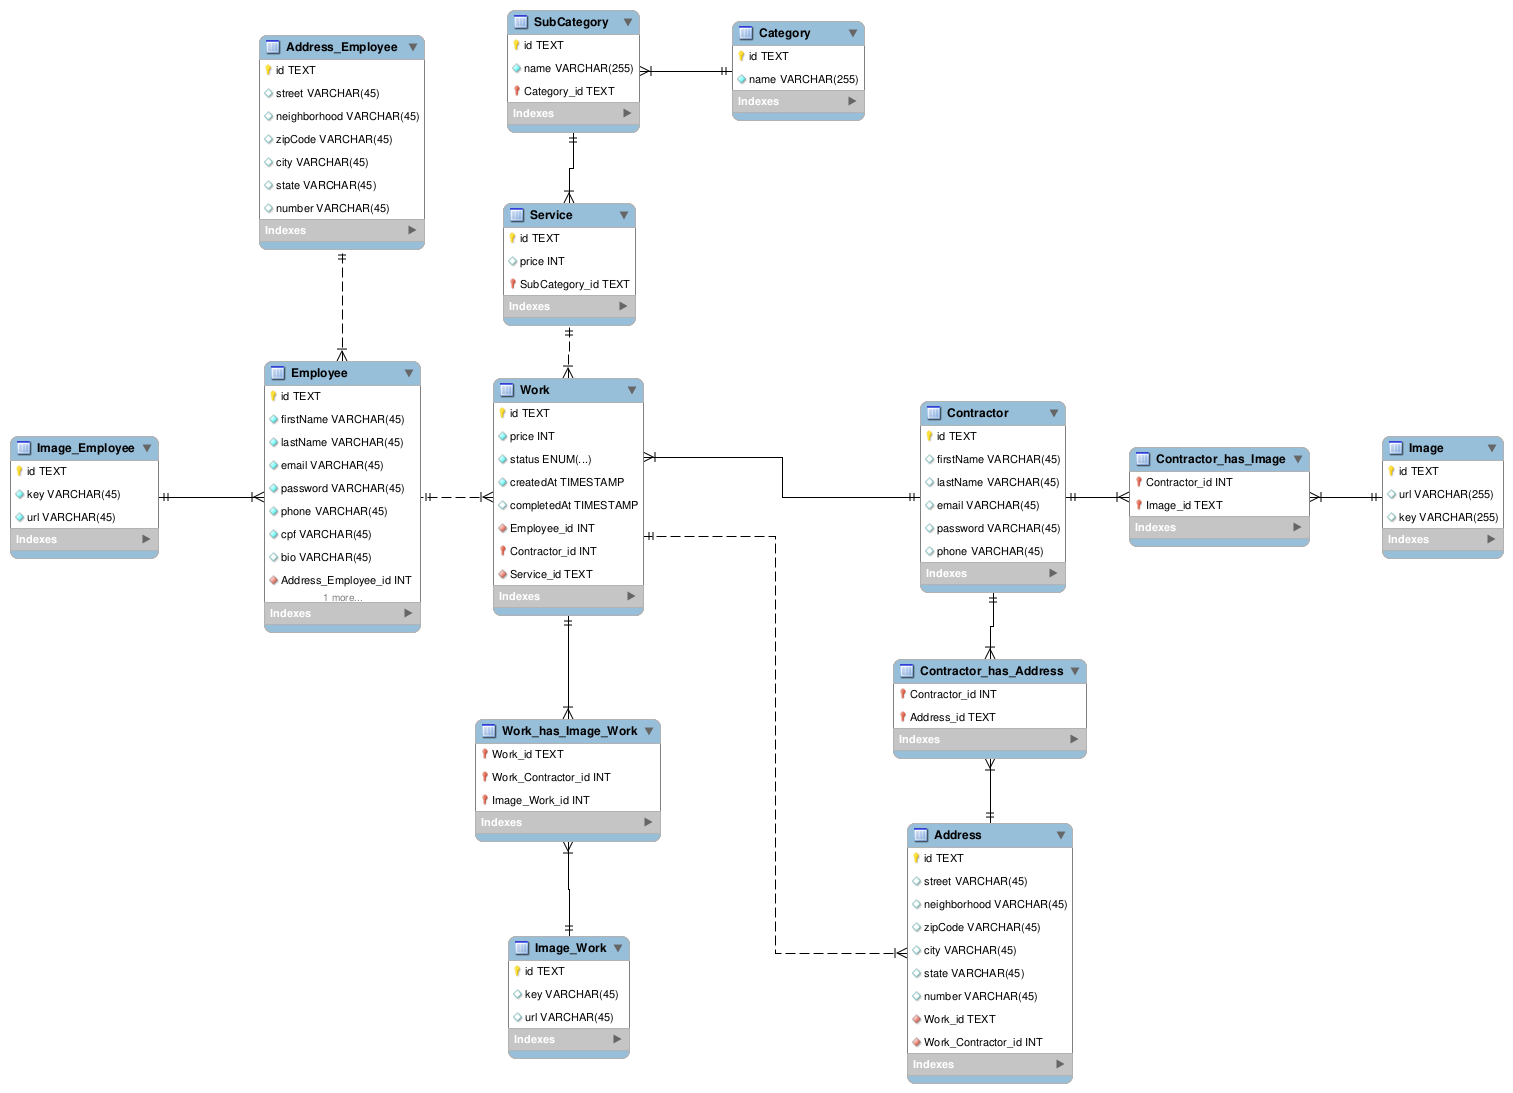 SubCategory
id TEXT
name VARCHAR(255)
Category_id TEXT
Indexes
Category
id TEXT
name VARCHAR(255)
Indexes
Address_Employee
id TEXT
street VARCHAR(45)
neighborhood VARCHAR(45)
zipCode VARCHAR(45)
city VARCHAR(45)
state VARCHAR(45)
number VARCHAR(45)
Indexes
Service
id TEXT
price INT
SubCategory_id TEXT
Indexes
Employee
id TEXT
firstName VARCHAR(45)
lastName VARCHAR(45)
email VARCHAR(45)
password VARCHAR(45)
phone VARCHAR(45)
cpf VARCHAR(45)
bio VARCHAR(45)
Address_Employee_id INT
1 more...
Indexes
Work
id TEXT
price INT
status ENUM(...)
createdAt TIMESTAMP
completedAt TIMESTAMP
Employee_id INT
Contractor_id INT
Service_id TEXT
Indexes
Contractor
id TEXT
firstName VARCHAR(45)
lastName VARCHAR(45)
email VARCHAR(45)
password VARCHAR(45)
phone VARCHAR(45)
Indexes
Image_Employee
id TEXT
key VARCHAR(45)
url VARCHAR(45)
Indexes
Contractor_has_Image
Contractor_id INT
Image_id TEXT
Indexes
Image
id TEXT
url VARCHAR(255)
key VARCHAR(255)
Indexes
Contractor_has_Address
Contractor_id INT
Address_id TEXT
Indexes
Work_has_Image_Work
Work_id TEXT
Work_Contractor_id INT
Image_Work_id INT
Indexes
Address
id TEXT
street VARCHAR(45)
neighborhood VARCHAR(45)
zipCode VARCHAR(45)
city VARCHAR(45)
state VARCHAR(45)
number VARCHAR(45)
Work_id TEXT
Work_Contractor_id INT
Indexes
Image_Work
id TEXT
key VARCHAR(45)
url VARCHAR(45)
Indexes